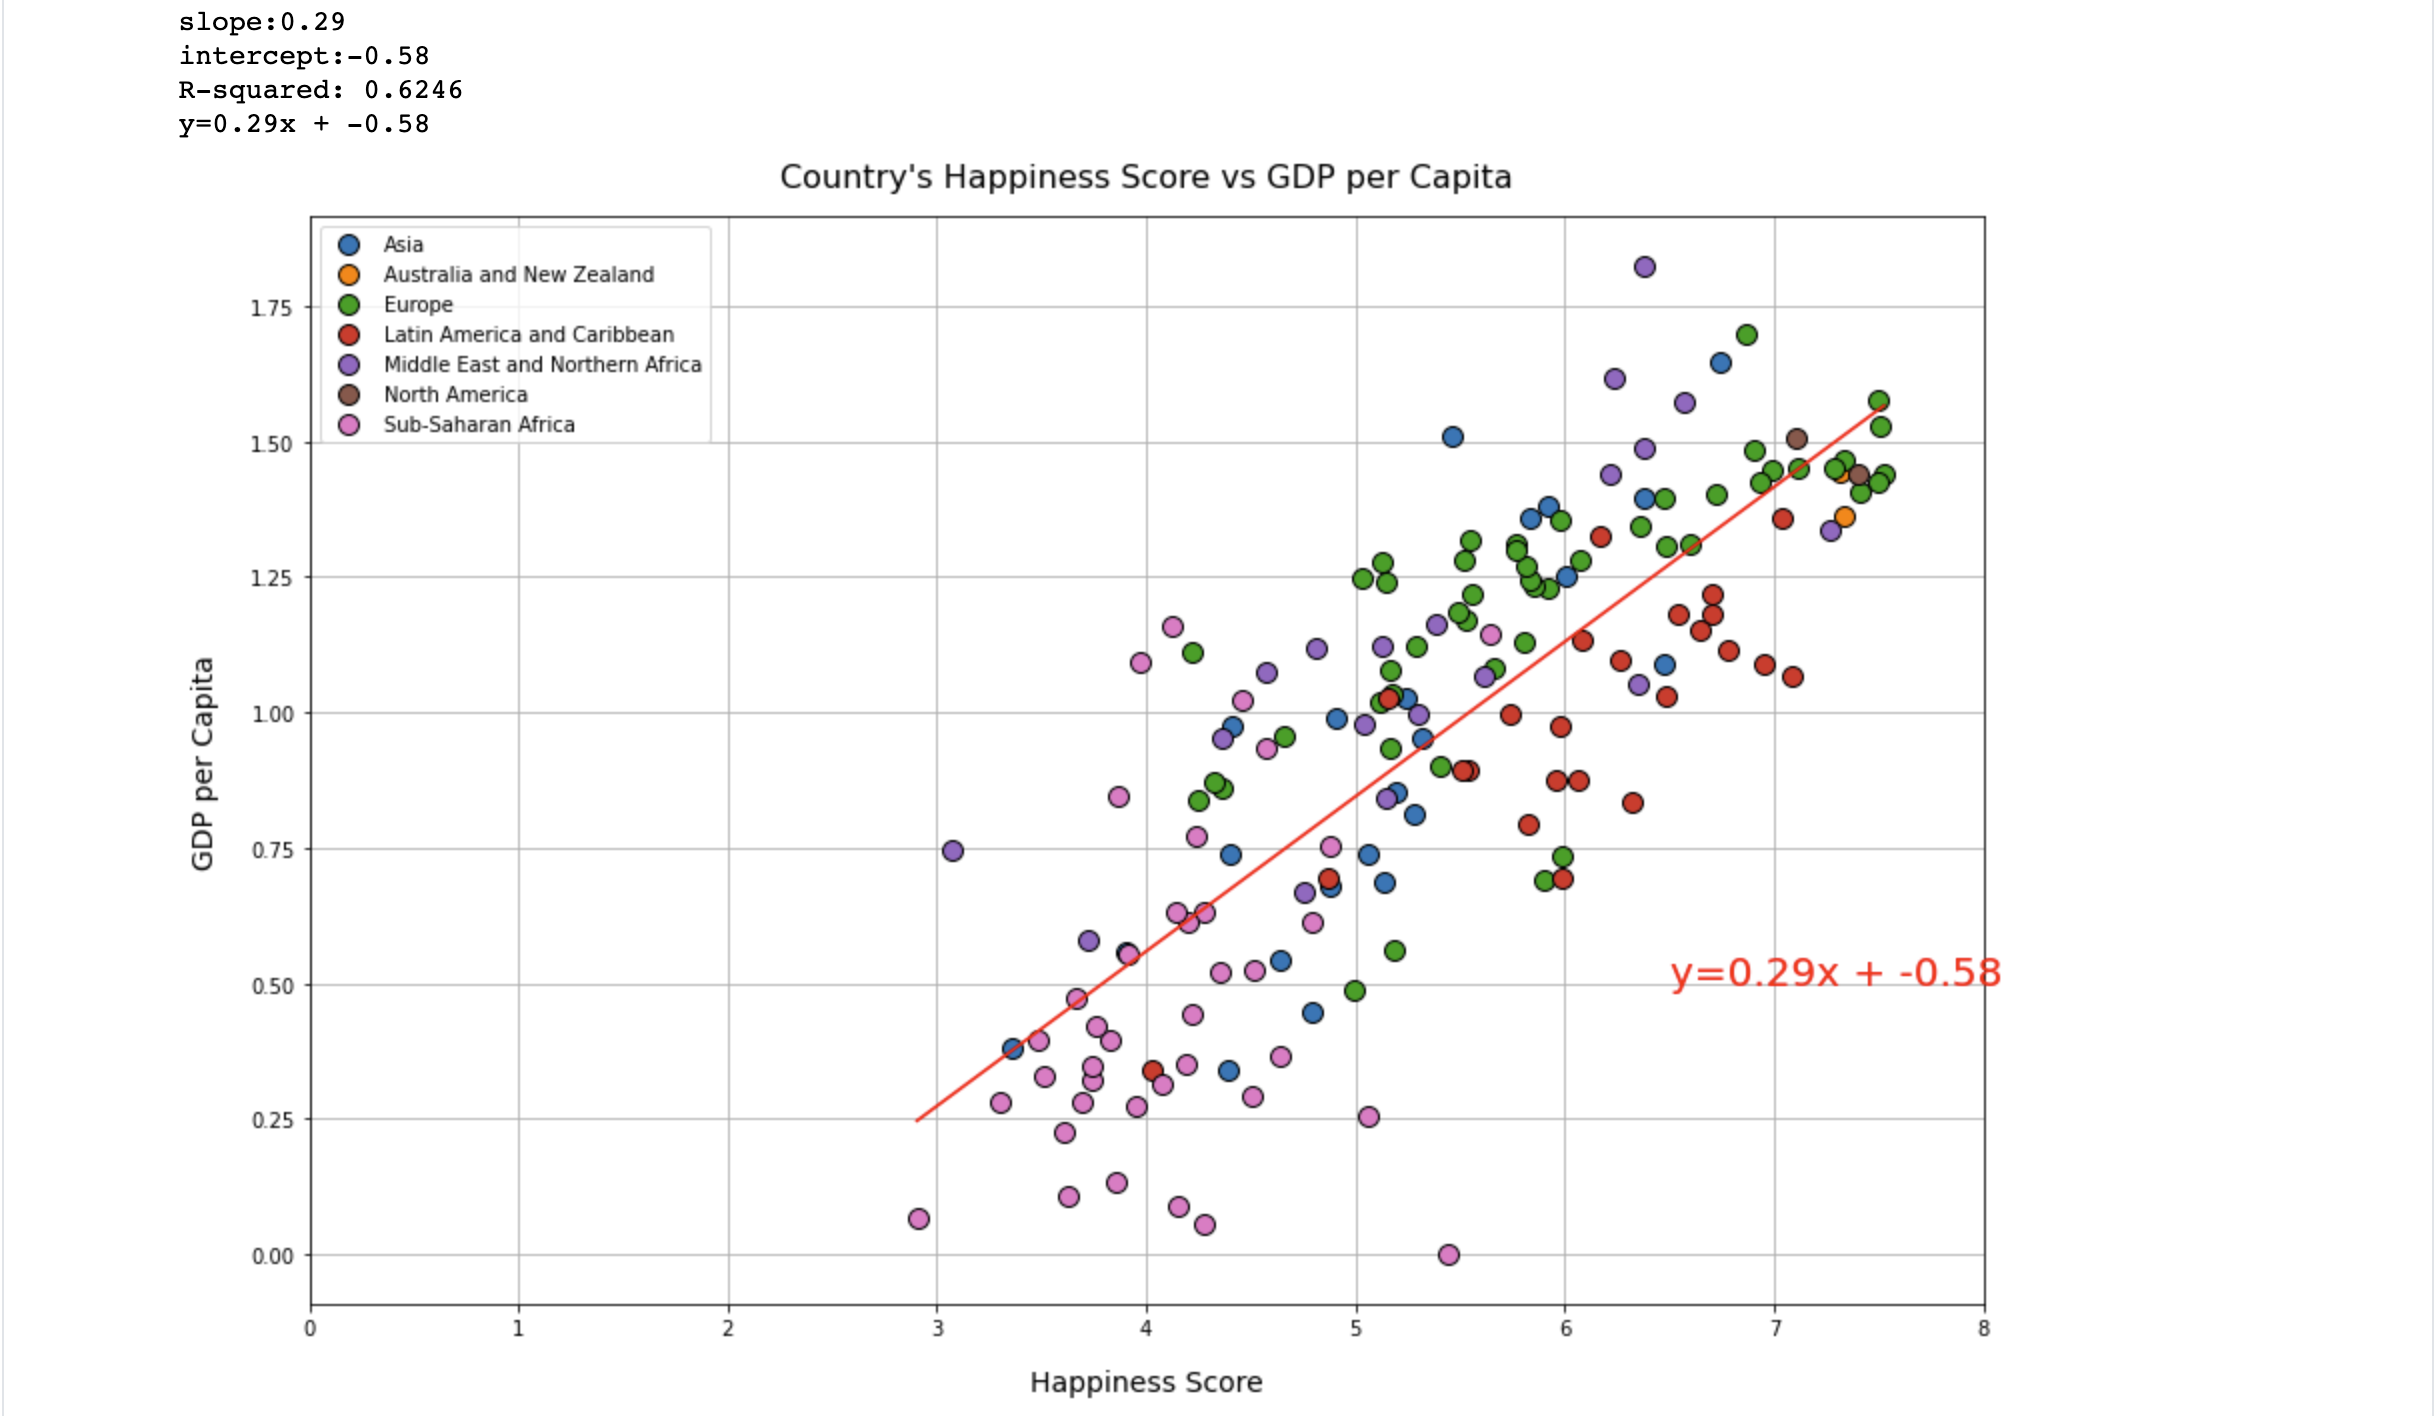 slope:0.29
intercept:-0.58
R-squared: 0.6246
y=0.29x + -0.58
Country's Happiness Score vs GDP per Capita
Asia
Australia and New Zealand
Europe
Latin America and Caribbean
Middle East and Northern Africa
North America
Sub-Saharan Africa
1.75
1.50
1.25
1.00
0.75
0.50
0.25
0.00
GDP per Capita
y=0.29x + -0.58
0 1 2 3 4 5 6 7 8
Happiness Score